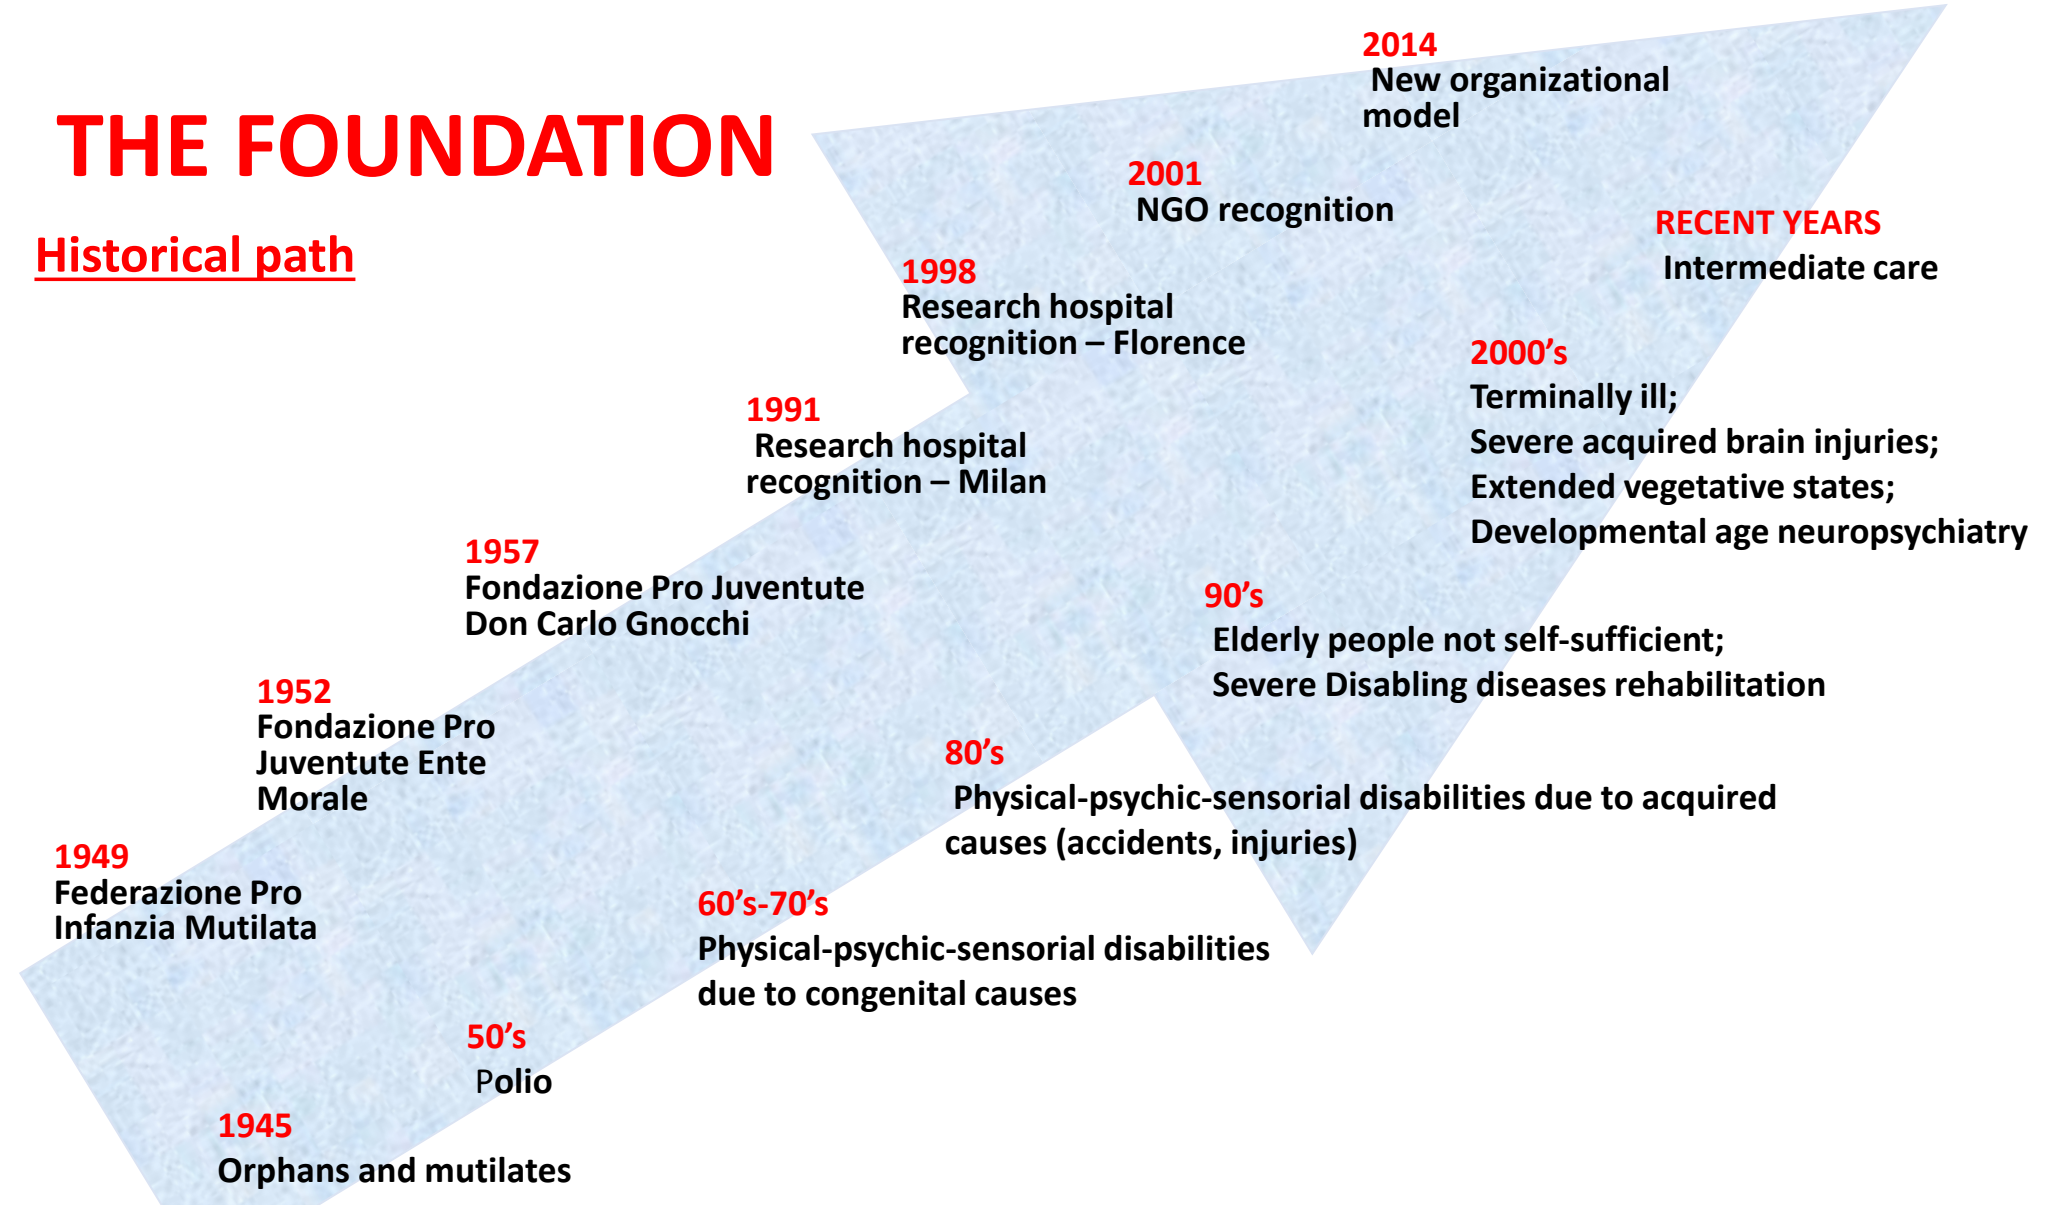 THE FOUNDATION
Historical path
1949
Federazione Pro
Infanzia Mutilata
1952
Fondazione Pro
Juventute Ente
Morale
1957
Fondazione Pro Juventute
Don Carlo Gnocchi
1991
Research hospital
recognition – Milan
1998
Research hospital
recognition – Florence
2001
NGO recognition
2014
New organizational
model
1945
Orphans and mutilates
50’s
Polio
60’s-70’s
Physical-psychic-sensorial disabilities
due to congenital causes
80’s
Physical-psychic-sensorial disabilities due to acquired
causes (accidents, injuries)
90’s
Elderly people not self-sufficient;
Severe Disabling diseases rehabilitation
2000’s
Terminally ill;
Severe acquired brain injuries;
Extended vegetative states;
Developmental age neuropsychiatry
RECENT YEARS
Intermediate care